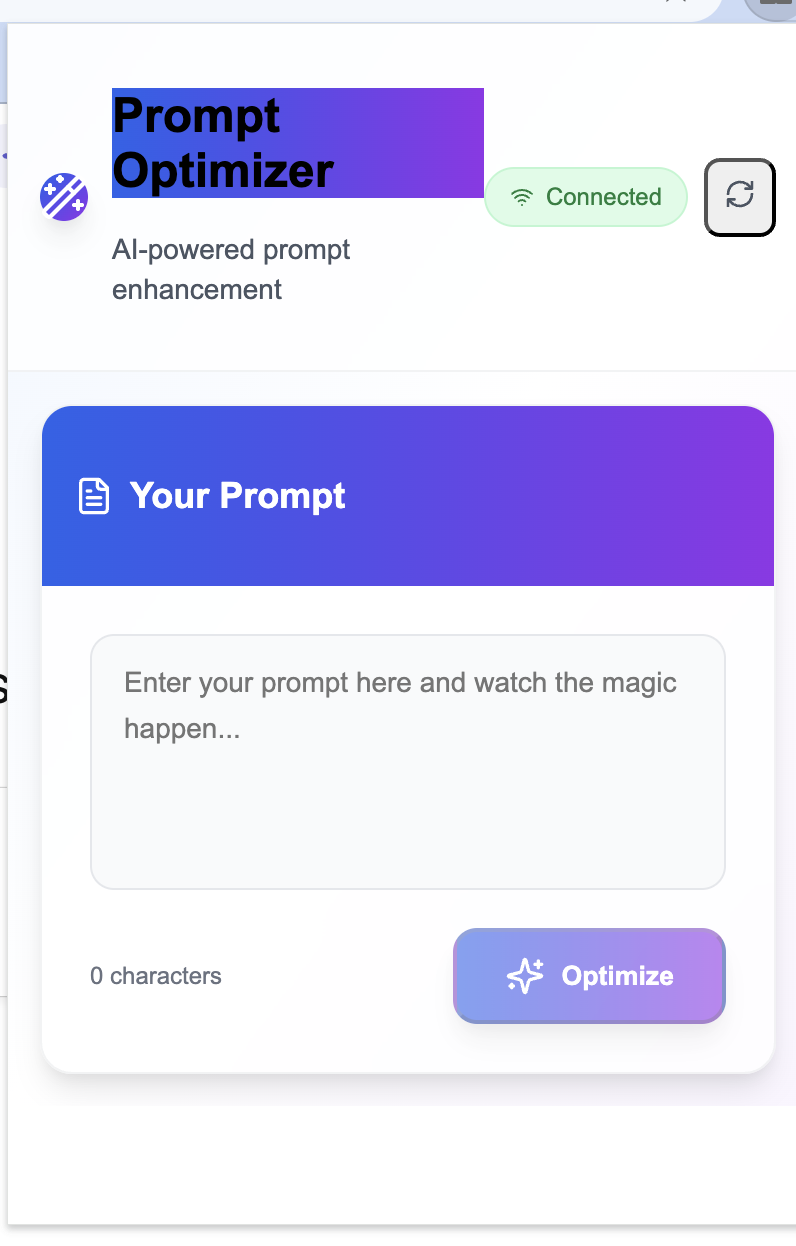 Prompt
Optimizer
Connected
AI-powered prompt
enhancement
Your Prompt
Enter your prompt here and watch the magic
happen...
0 characters
Optimize